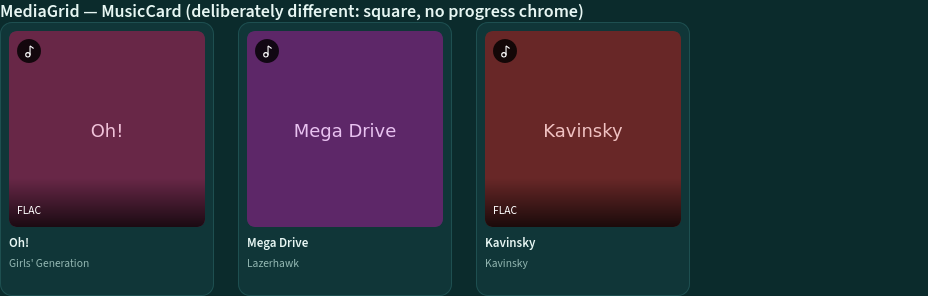 MediaGrid — MusicCard (deliberately different: square, no progress chrome)
Oh!
FLAC
Oh!
Girls' Generation
Mega Drive
Mega Drive
Lazerhawk
Kavinsky
FLAC
Kavinsky
Kavinsky